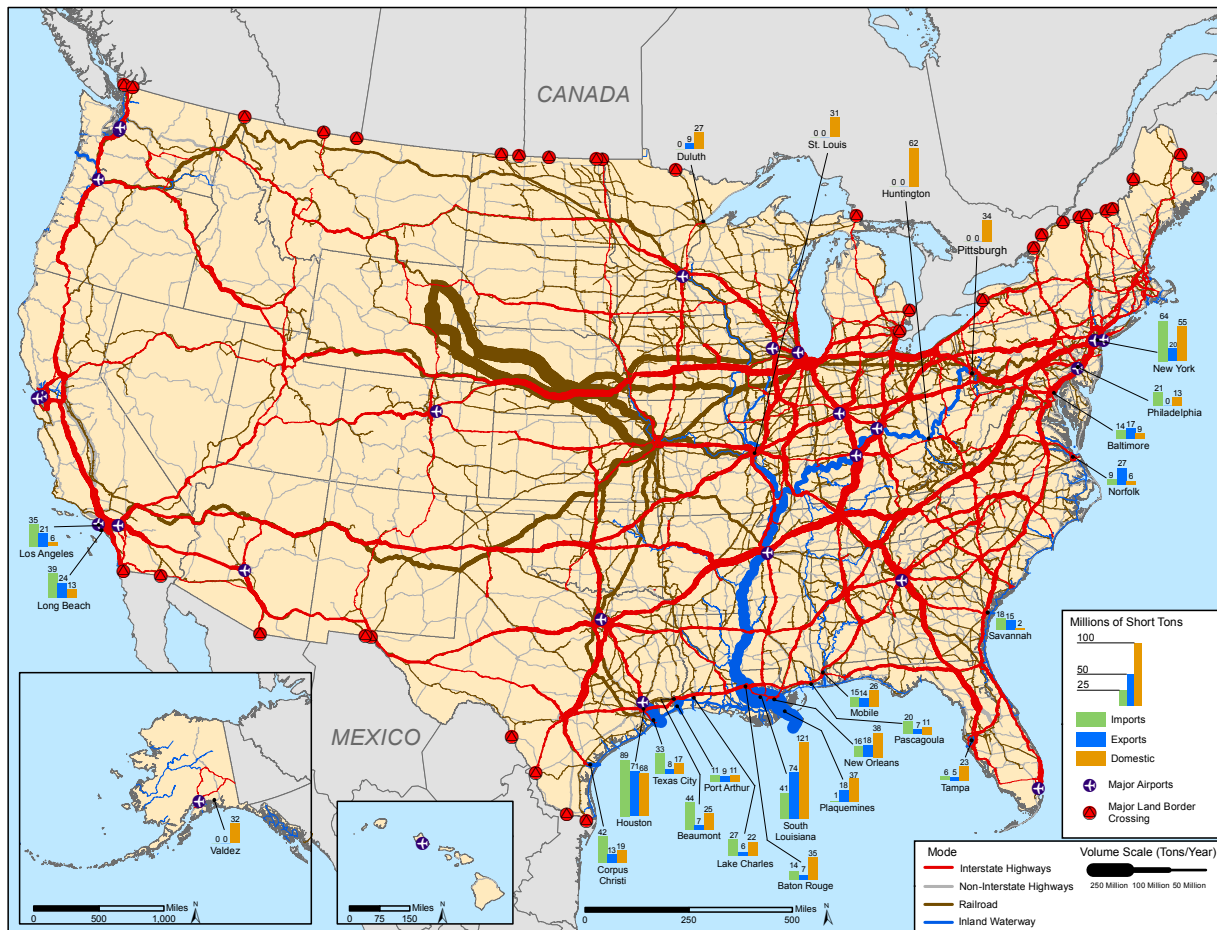 CANADA
31
0 0
St. Louis
27
0 9
Duluth
62
0 0
Huntington
34
0 0
Pittsburgh
64 20 55
New York
21 0 13
Philadelphia
14 17 9
Baltimore
9 27 6
Norfolk
35 21 6
Los Angeles
39 24 13
Long Beach
18 15 2
Savannah
15 14 26
Mobile
20 7 11
Pascagoula
16 18 38
New Orleans
6 5 23
Tampa
1 18 37
Plaquemines
41 74 121
South
Louisiana
89 71 68
Houston
33 8 17
Texas City
11 9 11
Port Arthur
44 7 25
Beaumont
27 6 22
Lake Charles
14 7 35
Baton Rouge
42 13 19
Corpus
Christi
MEXICO
0 0 32
Valdez
Miles
0 500 1,000
N
Miles
0 75 150
N
Miles
0 250 500
N
Millions of Short Tons
100
50
25
Imports
Exports
Domestic
Major Airports
Major Land Border
Crossing
Mode
Interstate Highways
Non-Interstate Highways
Railroad
Inland Waterway
Volume Scale (Tons/Year)
250 Million 100 Million 50 Million